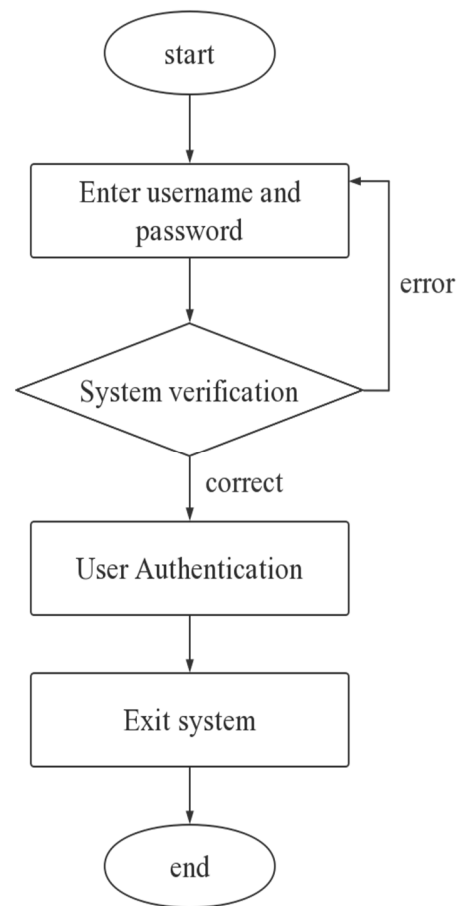 start
Enter username and
password
error
System verification
correct
User Authentication
Exit system
end